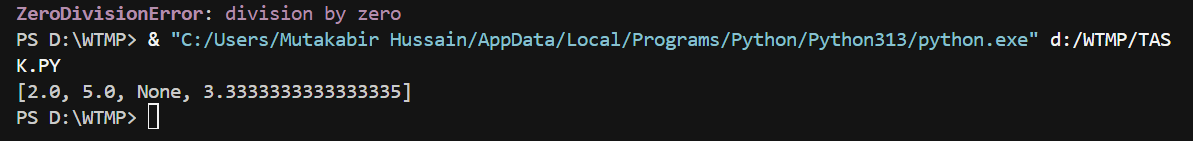 ZeroDivisionError: division by zero
PS D:\WTMP> & "C:/Users/Mutakabir Hussain/AppData/Local/Programs/Python/Python313/python.exe" d:/WTMP/TAS
K.PY
[2.0, 5.0, None, 3.3333333333333335]
PS D:\WTMP>